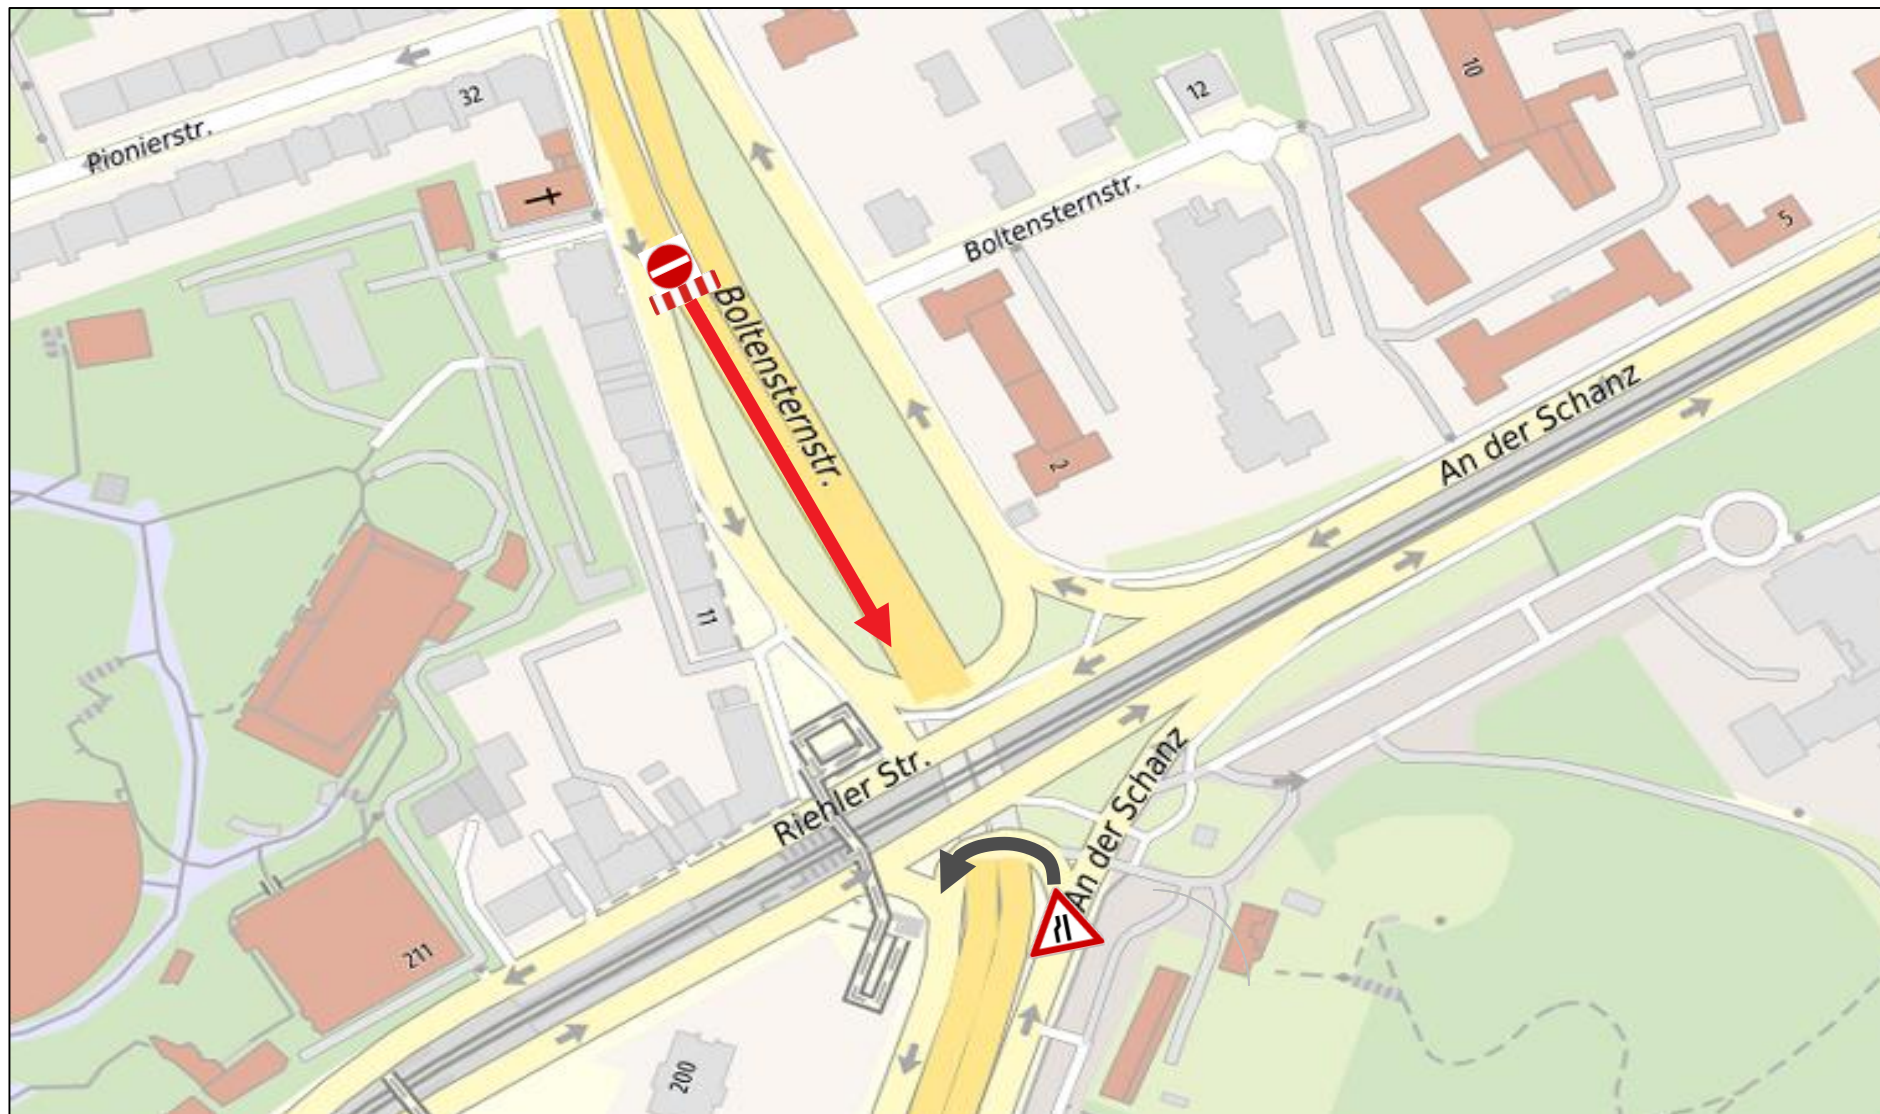 Pionierstr.
32
12
10
Boltensternstr.
5
Boltensternstr.
An der Schanz
2
11
Riehler Str.
An der Schanz
211
200